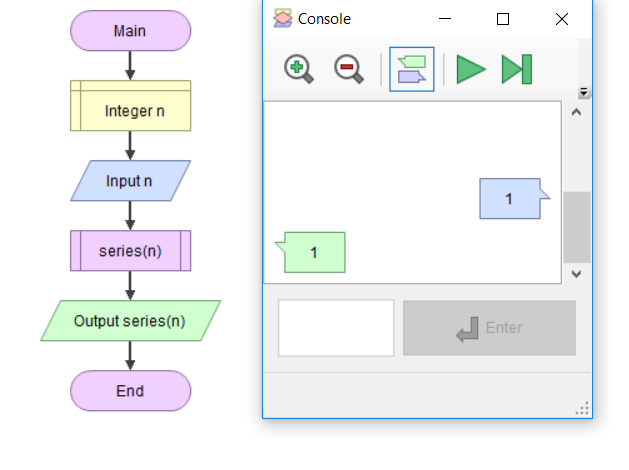 Main
Integer n
Input n
series(n)
Output series(n)
End
Console
1
1
Enter